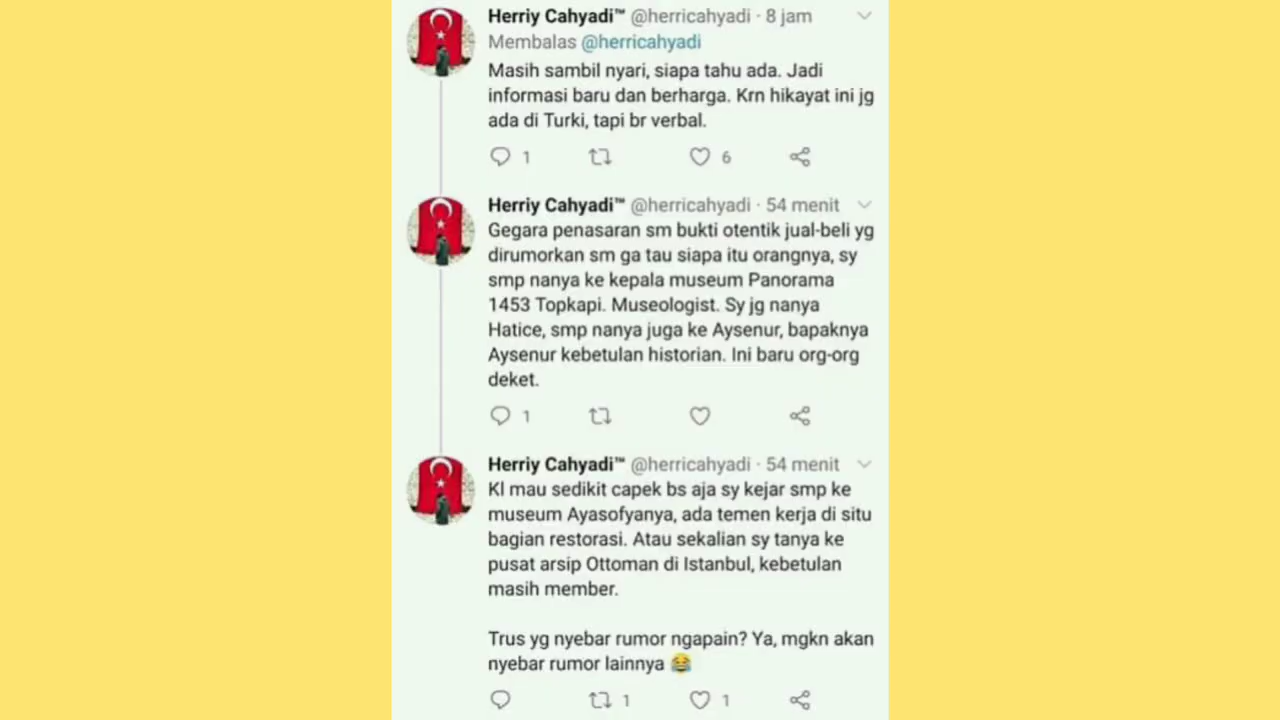 Herriy Cahyadi™ @herricahyadi · 8 jam
Membalas @herricahyadi
Masih sambil nyari, siapa tahu ada. Jadi
informasi baru dan berharga. Krn hikayat ini jg
ada di Turki, tapi br verbal.
1 6
Herriy Cahyadi™ @herricahyadi · 54 menit
Gegara penasaran sm bukti otentik jual-beli yg
dirumorkan sm ga tau siapa itu orangnya, sy
smp nanya ke kepala museum Panorama
1453 Topkapi. Museologist. Sy jg nanya
Hatice, smp nanya juga ke Aysenur, bapaknya
Aysenur kebetulan historian. Ini baru org-org
deket.
1
Herriy Cahyadi™ @herricahyadi · 54 menit
Kl mau sedikit capek bs aja sy kejar smp ke
museum Ayasofyanya, ada temen kerja di situ
bagian restorasi. Atau sekalian sy tanya ke
pusat arsip Ottoman di Istanbul, kebetulan
masih member.
Trus yg nyebar rumor ngapain? Ya, mgkn akan
nyebar rumor lainnya 😂
1 1